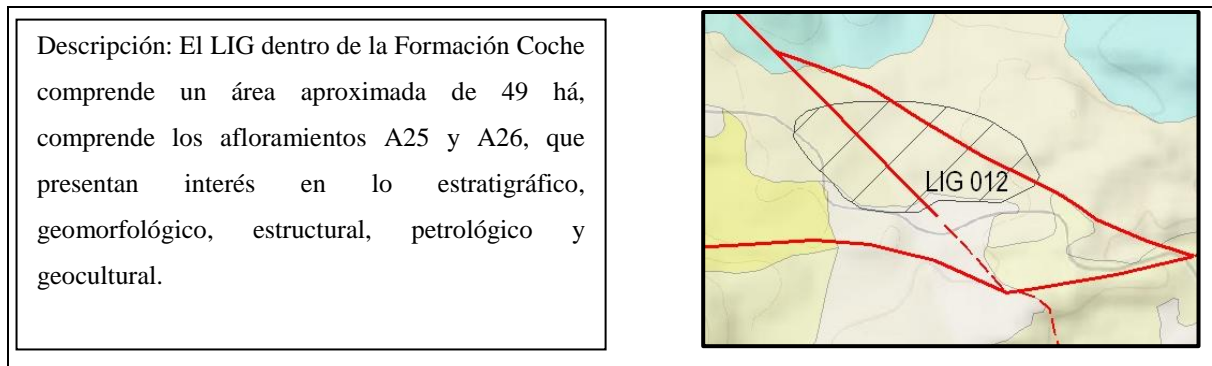 Descripción: El LIG dentro de la Formación Coche
comprende un área aproximada de 49 há,
comprende los afloramientos A25 y A26, que
presentan interés en lo estratigráfico,
geomorfológico, estructural, petrológico y
geocultural.
LIG 012